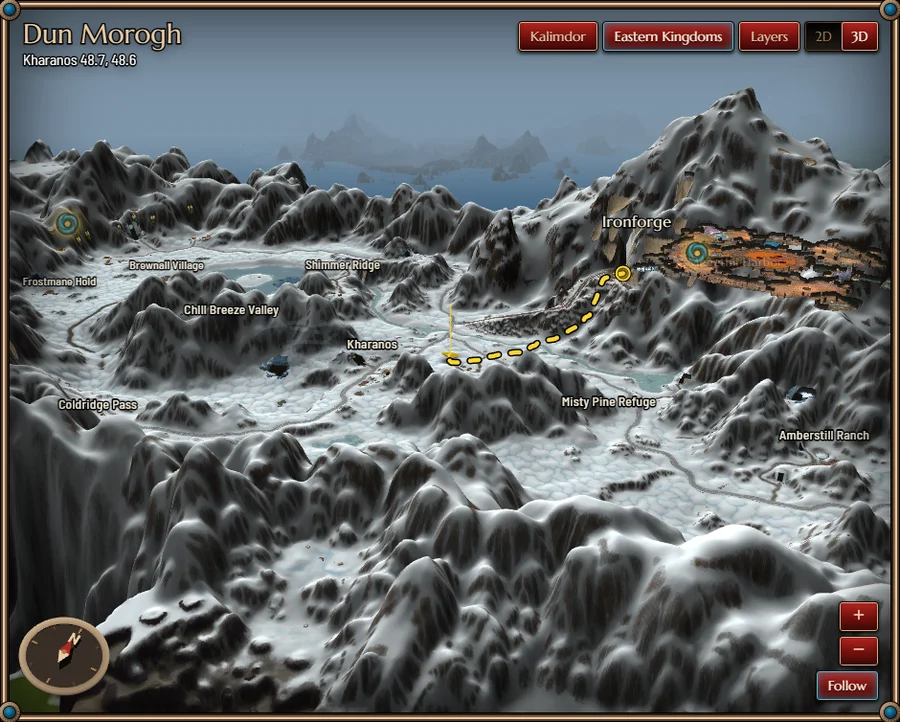 Dun Morogh
Kharanos 48.7, 48.6
Kalimdor
Eastern Kingdoms
Layers
2D
3D
Ironforge
Brewnall Village
Shimmer Ridge
Frostmane Hold
Chill Breeze Valley
Kharanos
Coldridge Pass
Misty Pine Refuge
Amberstill Ranch
N
+
−
Follow